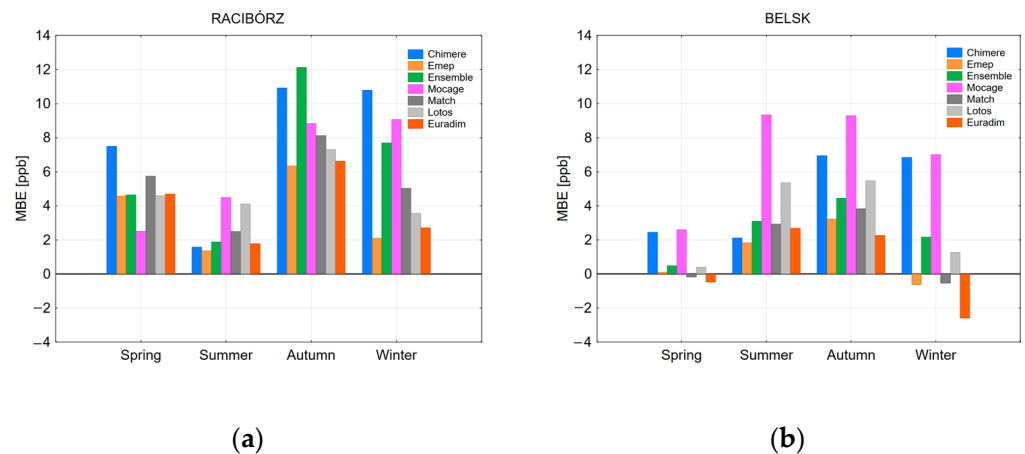 RACIBÓRZ
MBE [ppb]
14
12
10
8
6
4
2
0
−2
−4
Chimere
Emep
Ensemble
Mocage
Match
Lotos
Euradim
Spring Summer Autumn Winter
(a)
BELSK
MBE [ppb]
14
12
10
8
6
4
2
0
−2
−4
Chimere
Emep
Ensemble
Mocage
Match
Lotos
Euradim
Spring Summer Autumn Winter
(b)